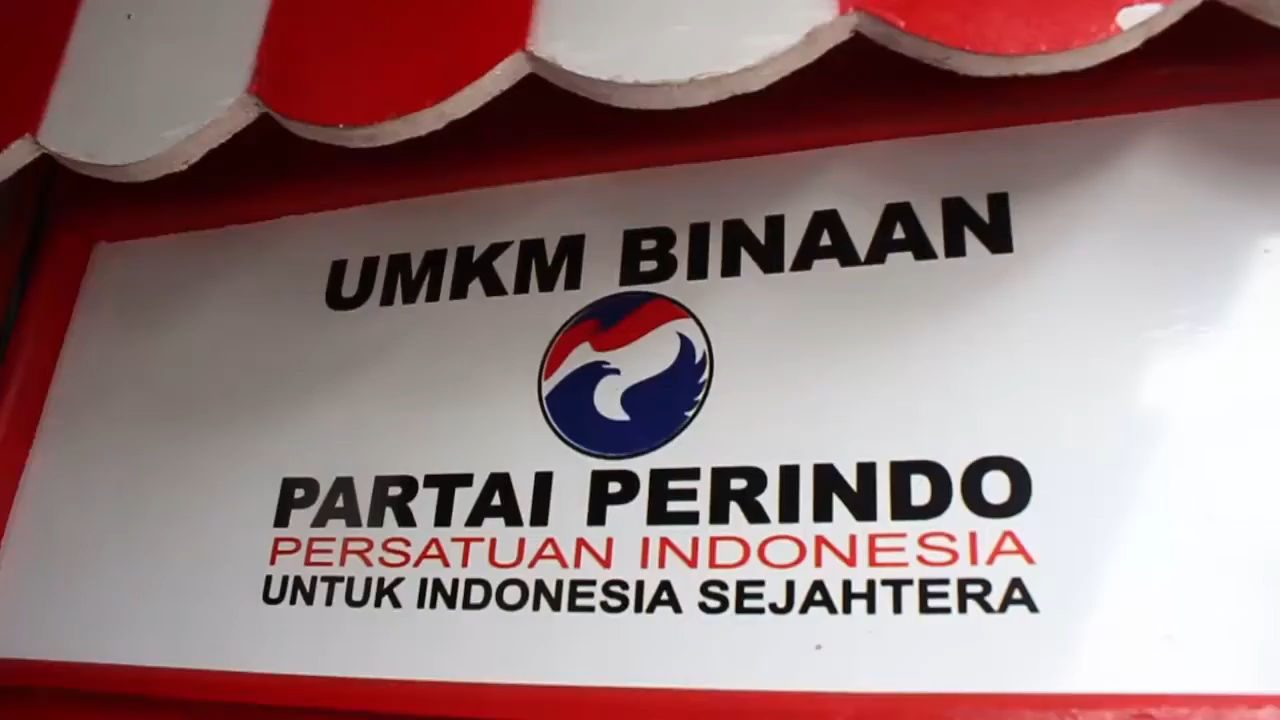 UMKM BINAAN
PARTAI PERINDO
PERSATUAN INDONESIA
UNTUK INDONESIA SEJAHTERA